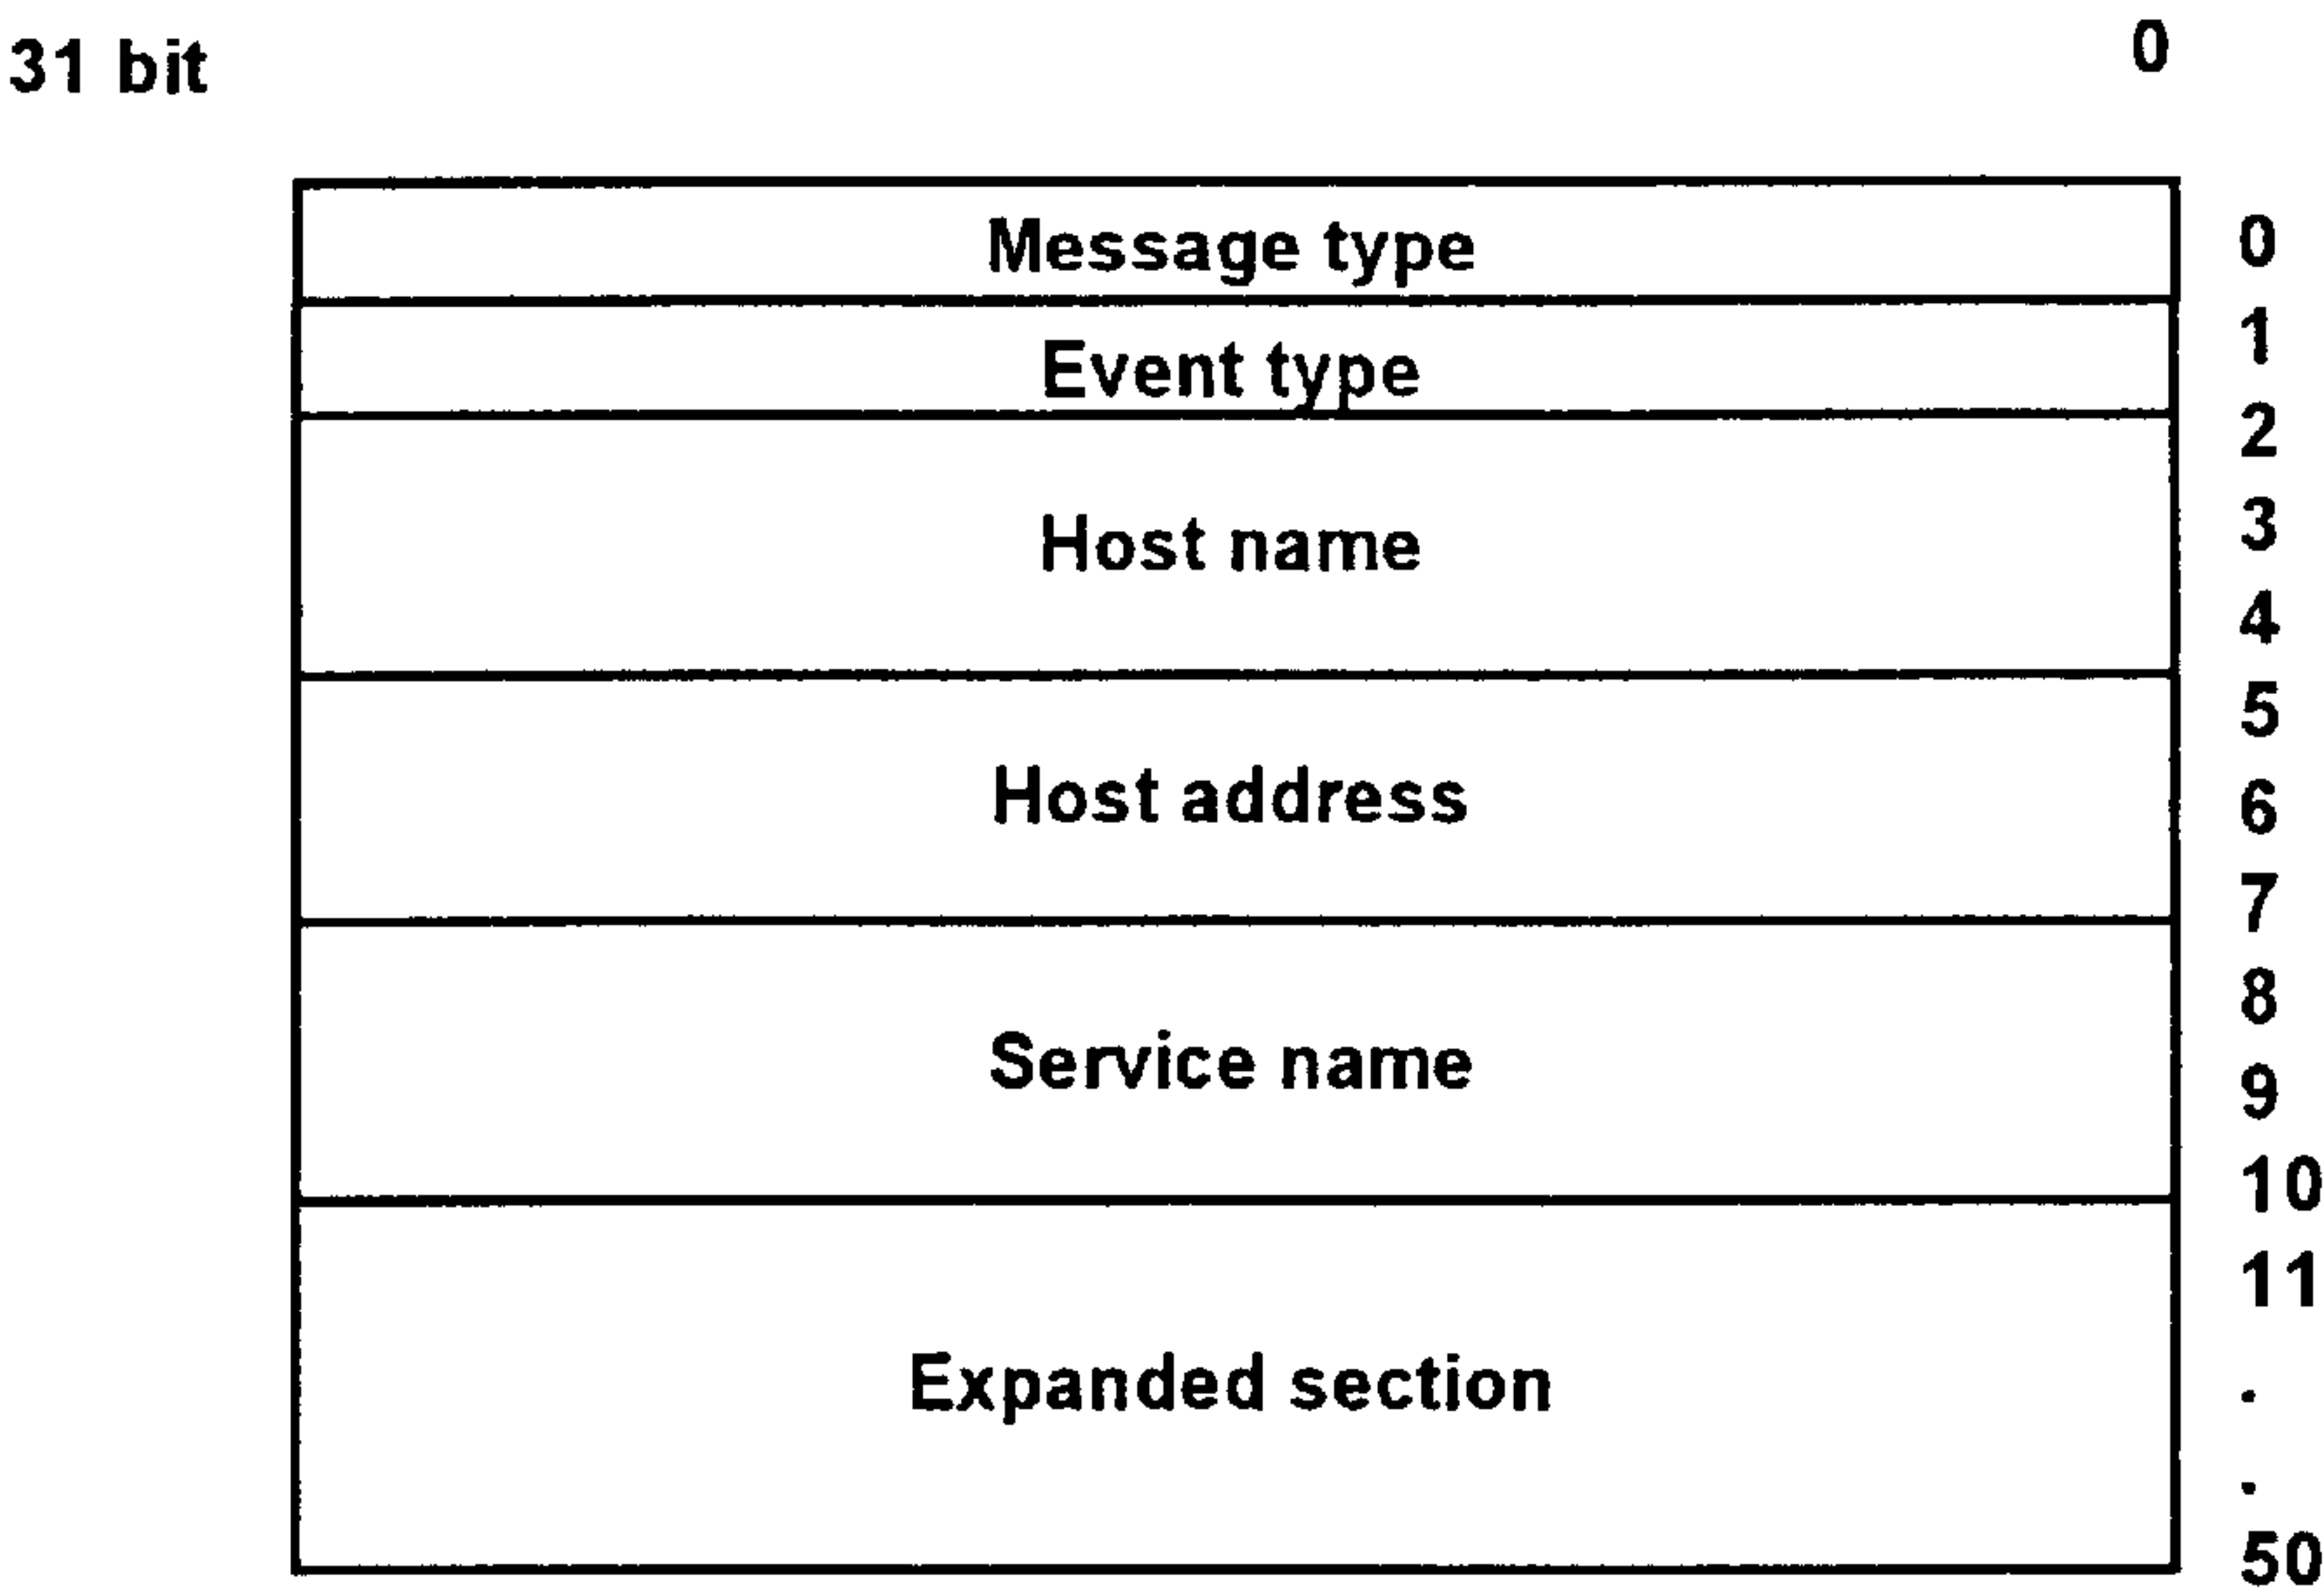 31 bit 0
Message type 0
1
Event type
2
3
Host name
4
5
Host address 6
7
8
Service name 9
10
11
Expanded section .
.
50